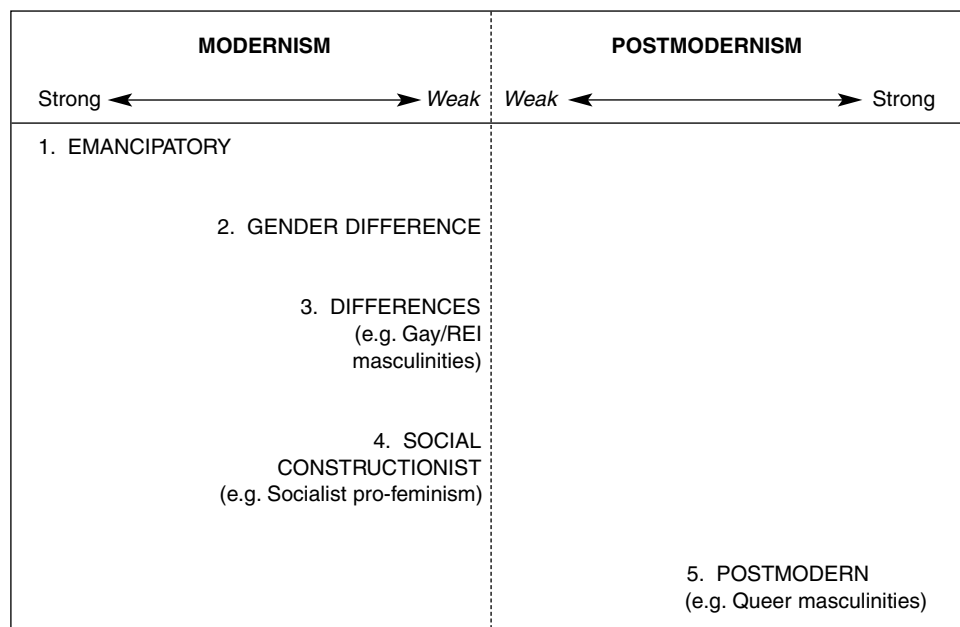 MODERNISM
POSTMODERNISM
Strong Weak
Weak Strong
1. EMANCIPATORY
2. GENDER DIFFERENCE
3. DIFFERENCES
(e.g. Gay/REI
masculinities)
4. SOCIAL
CONSTRUCTIONIST
(e.g. Socialist pro-feminism)
5. POSTMODERN
(e.g. Queer masculinities)